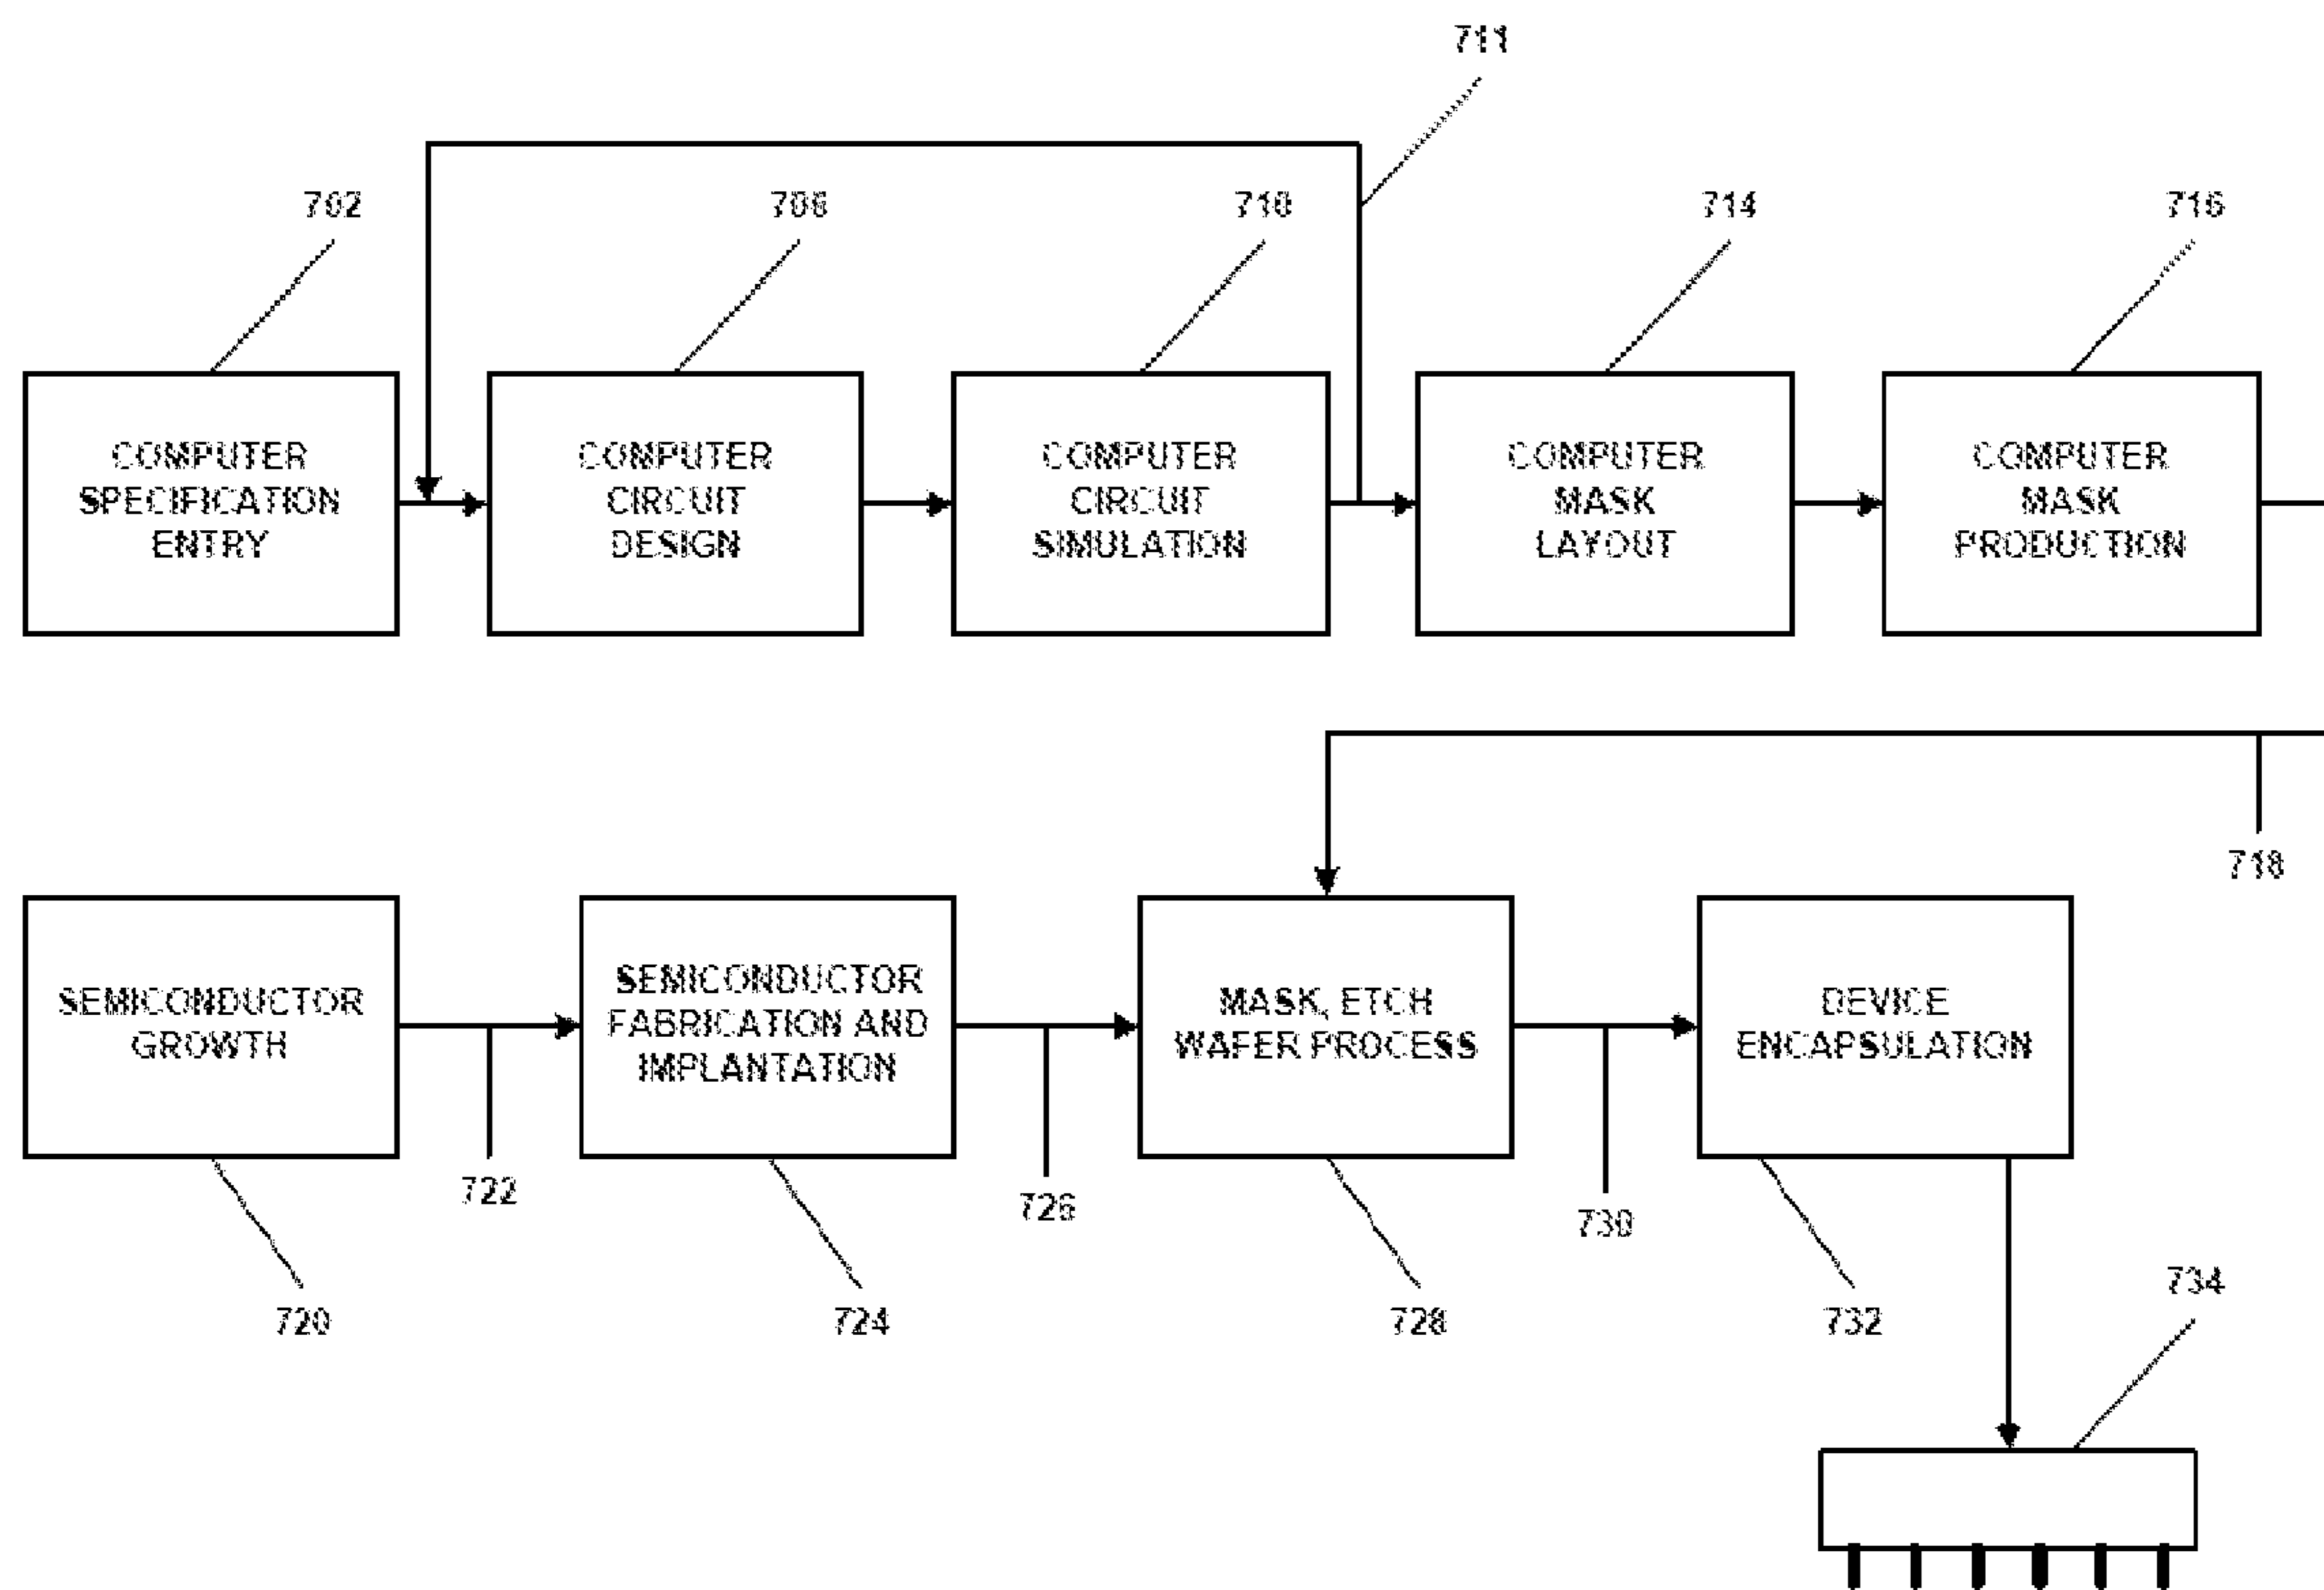 711
702
706
710
714
716
COMPUTER
SPECIFICATION
ENTRY
COMPUTER
CIRCUIT
DESIGN
COMPUTER
CIRCUIT
SIMULATION
COMPUTER
MASK
LAYOUT
COMPUTER
MASK
PRODUCTION
718
SEMICONDUCTOR
GROWTH
SEMICONDUCTOR
FABRICATION AND
IMPLANTATION
MASK, ETCH
WAFER PROCESS
DEVICE
ENCAPSULATION
722
726
730
720
724
728
732
734